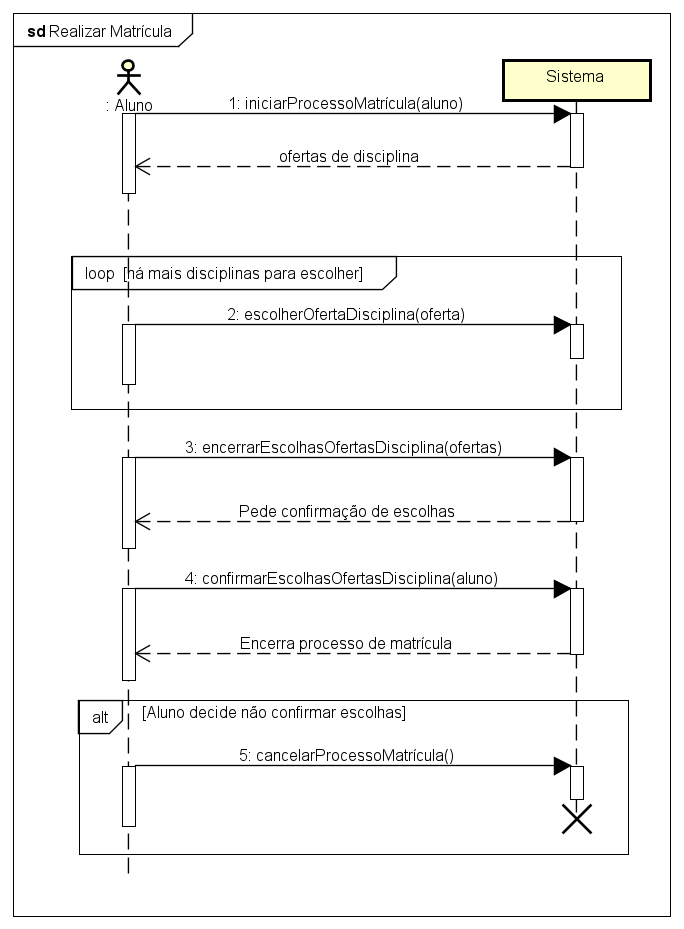 sd Realizar Matrícula
: Aluno
Sistema
1: iniciarProcessoMatrícula(aluno)
ofertas de disciplina
loop [há mais disciplinas para escolher]
2: escolherOfertaDisciplina(oferta)
3: encerrarEscolhasOfertasDisciplina(ofertas)
Pede confirmação de escolhas
4: confirmarEscolhasOfertasDisciplina(aluno)
Encerra processo de matrícula
alt [Aluno decide não confirmar escolhas]
5: cancelarProcessoMatrícula()